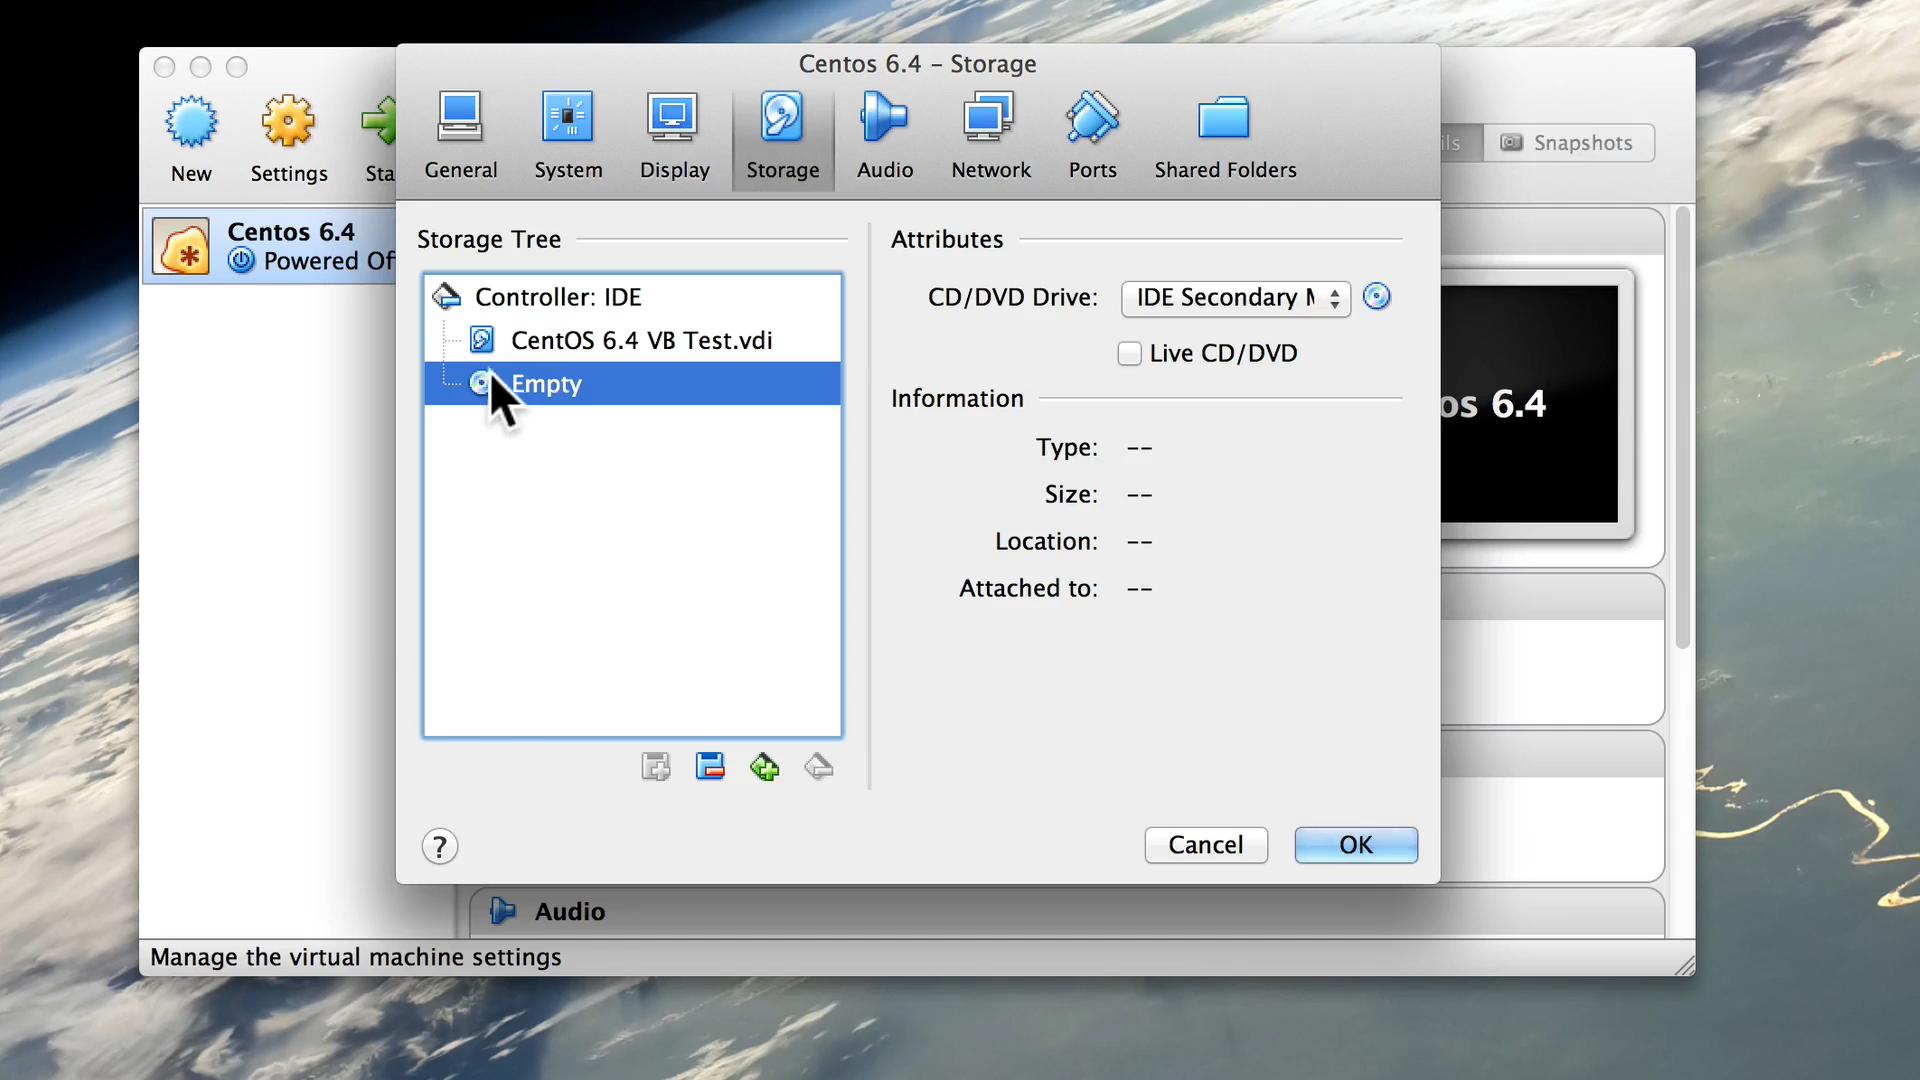 Centos 6.4 – Storage
New
Settings
Sta
General
System
Display
Storage
Audio
Network
Ports
Shared Folders
ils
Snapshots
Centos 6.4
Powered Of
Storage Tree
Controller: IDE
CentOS 6.4 VB Test.vdi
Empty
Attributes
CD/DVD Drive:
IDE Secondary M
Live CD/DVD
Information
Type: --
Size: --
Location: --
Attached to: --
os 6.4
?
Cancel
OK
Audio
Manage the virtual machine settings